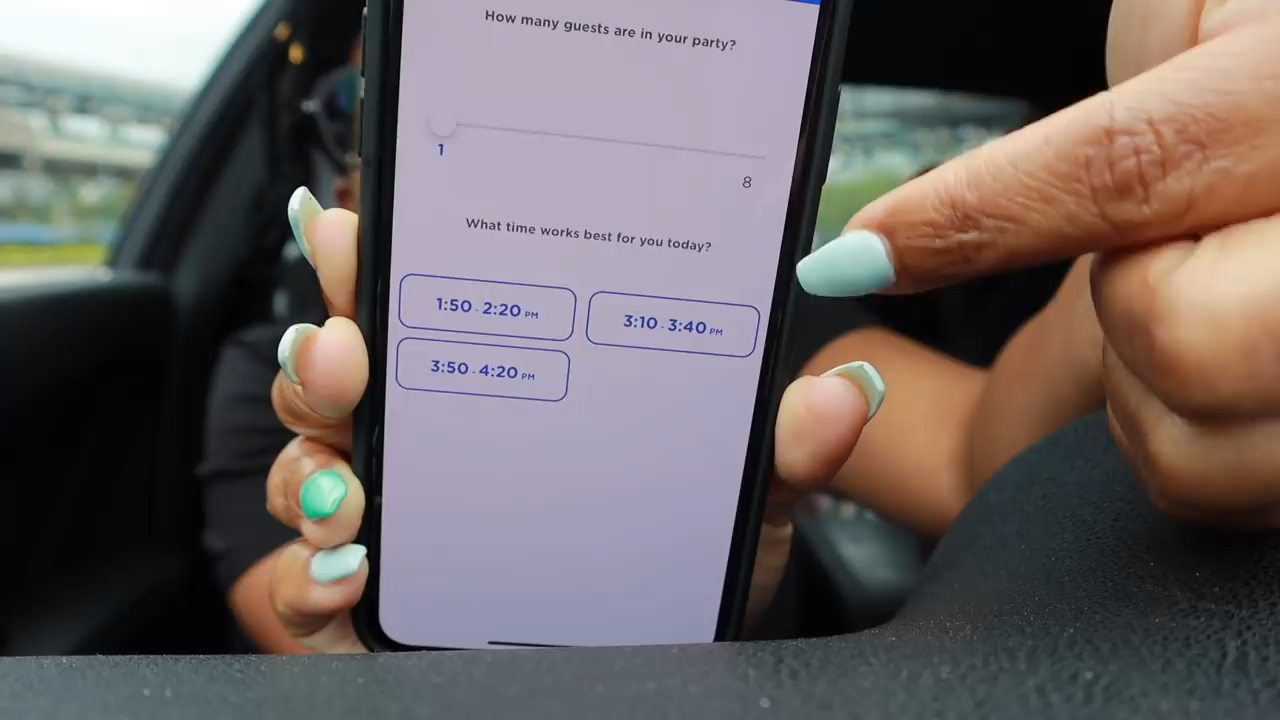 How many guests are in your party?
1
8
What time works best for you today?
1:50 - 2:20 PM
3:10 - 3:40 PM
3:50 - 4:20 PM